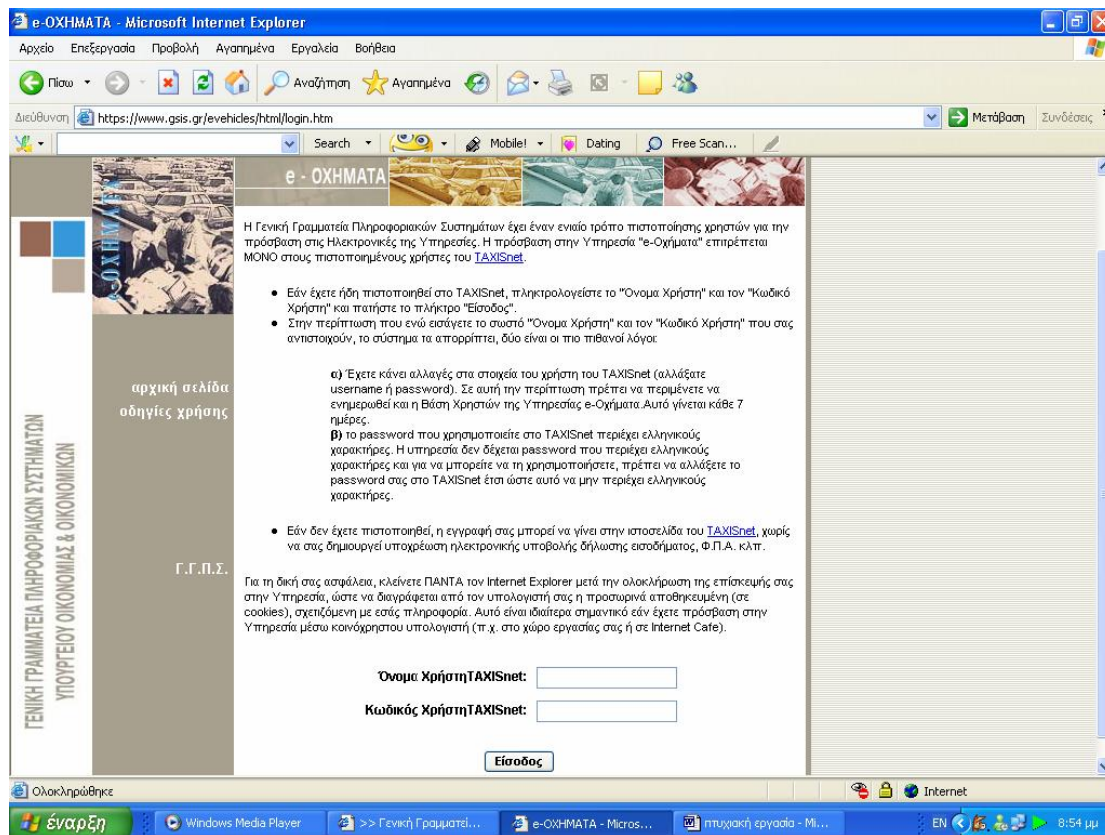 e-ΟΧΗΜΑΤΑ - Microsoft Internet Explorer
Αρχείο Επεξεργασία Προβολή Αγαπημένα Εργαλεία Βοήθεια
Πίσω Αναζήτηση Αγαπημένα
Διεύθυνση https://www.gsis.gr/evehicles/html/login.htm Μετάβαση Συνδέσεις »
Search Mobile! Dating Free Scan...
e-ΟΧΗΜΑΤΑ
e - ΟΧΗΜΑΤΑ
Η Γενική Γραμματεία Πληροφοριακών Συστημάτων έχει έναν ενιαίο τρόπο πιστοποίησης χρηστών για την
πρόσβαση στις Ηλεκτρονικές της Υπηρεσίες. Η πρόσβαση στην Υπηρεσία "e-Οχήματα" επιτρέπεται
ΜΟΝΟ στους πιστοποιημένους χρήστες του TAXISnet.
• Εάν έχετε ήδη πιστοποιηθεί στο TAXISnet, πληκτρολογείστε το "Όνομα Χρήστη" και τον "Κωδικό
Χρήστη" και πατήστε το πλήκτρο "Είσοδος".
• Στην περίπτωση που ενώ εισάγετε το σωστό "Όνομα Χρήστη" και τον "Κωδικό Χρήστη" που σας
αντιστοιχούν, το σύστημα τα απορρίπτει, δύο είναι οι πιο πιθανοί λόγοι:
α) Έχετε κάνει αλλαγές στα στοιχεία του χρήστη του TAXISnet (αλλάξατε
username ή password). Σε αυτή την περίπτωση πρέπει να περιμένετε να
ενημερωθεί και η Βάση Χρηστών της Υπηρεσίας e-Οχήματα.Αυτό γίνεται κάθε 7
ημέρες.
β) το password που χρησιμοποιείτε στο TAXISnet περιέχει ελληνικούς
χαρακτήρες. Η υπηρεσία δεν δέχεται password που περιέχει ελληνικούς
χαρακτήρες και για να μπορείτε να τη χρησιμοποιήσετε, πρέπει να αλλάξετε το
password σας στο TAXISnet έτσι ώστε αυτό να μην περιέχει ελληνικούς
χαρακτήρες.
• Εάν δεν έχετε πιστοποιηθεί, η εγγραφή σας μπορεί να γίνει στην ιστοσελίδα του TAXISnet, χωρίς
να σας δημιουργεί υποχρέωση ηλεκτρονικής υποβολής δήλωσης εισοδήματος, Φ.Π.Α. κλπ.
Για τη δική σας ασφάλεια, κλείνετε ΠΑΝΤΑ τον Internet Explorer μετά την ολοκλήρωση της επίσκεψής σας
στην Υπηρεσία, ώστε να διαγράφεται από τον υπολογιστή σας η προσωρινά αποθηκευμένη (σε
cookies), σχετιζόμενη με εσάς πληροφορία. Αυτό είναι ιδιαίτερα σημαντικό εάν έχετε πρόσβαση στην
Υπηρεσία μέσω κοινόχρηστου υπολογιστή (π.χ. στο χώρο εργασίας σας ή σε Internet Cafe).
Όνομα ΧρήστηTAXISnet:
Κωδικός ΧρήστηTAXISnet:
Είσοδος
αρχική σελίδα
οδηγίες χρήσης
Γ.Γ.Π.Σ.
ΓΕΝΙΚΗ ΓΡΑΜΜΑΤΕΙΑ ΠΛΗΡΟΦΟΡΙΑΚΩΝ ΣΥΣΤΗΜΑΤΩΝ
ΥΠΟΥΡΓΕΙΟΥ ΟΙΚΟΝΟΜΙΑΣ & ΟΙΚΟΝΟΜΙΚΩΝ
Ολοκληρώθηκε Internet
έναρξη Windows Media Player >> Γενική Γραμματεί... e-ΟΧΗΜΑΤΑ - Micros... πτυχιακή εργασία - Mi... EN 8:54 μμ